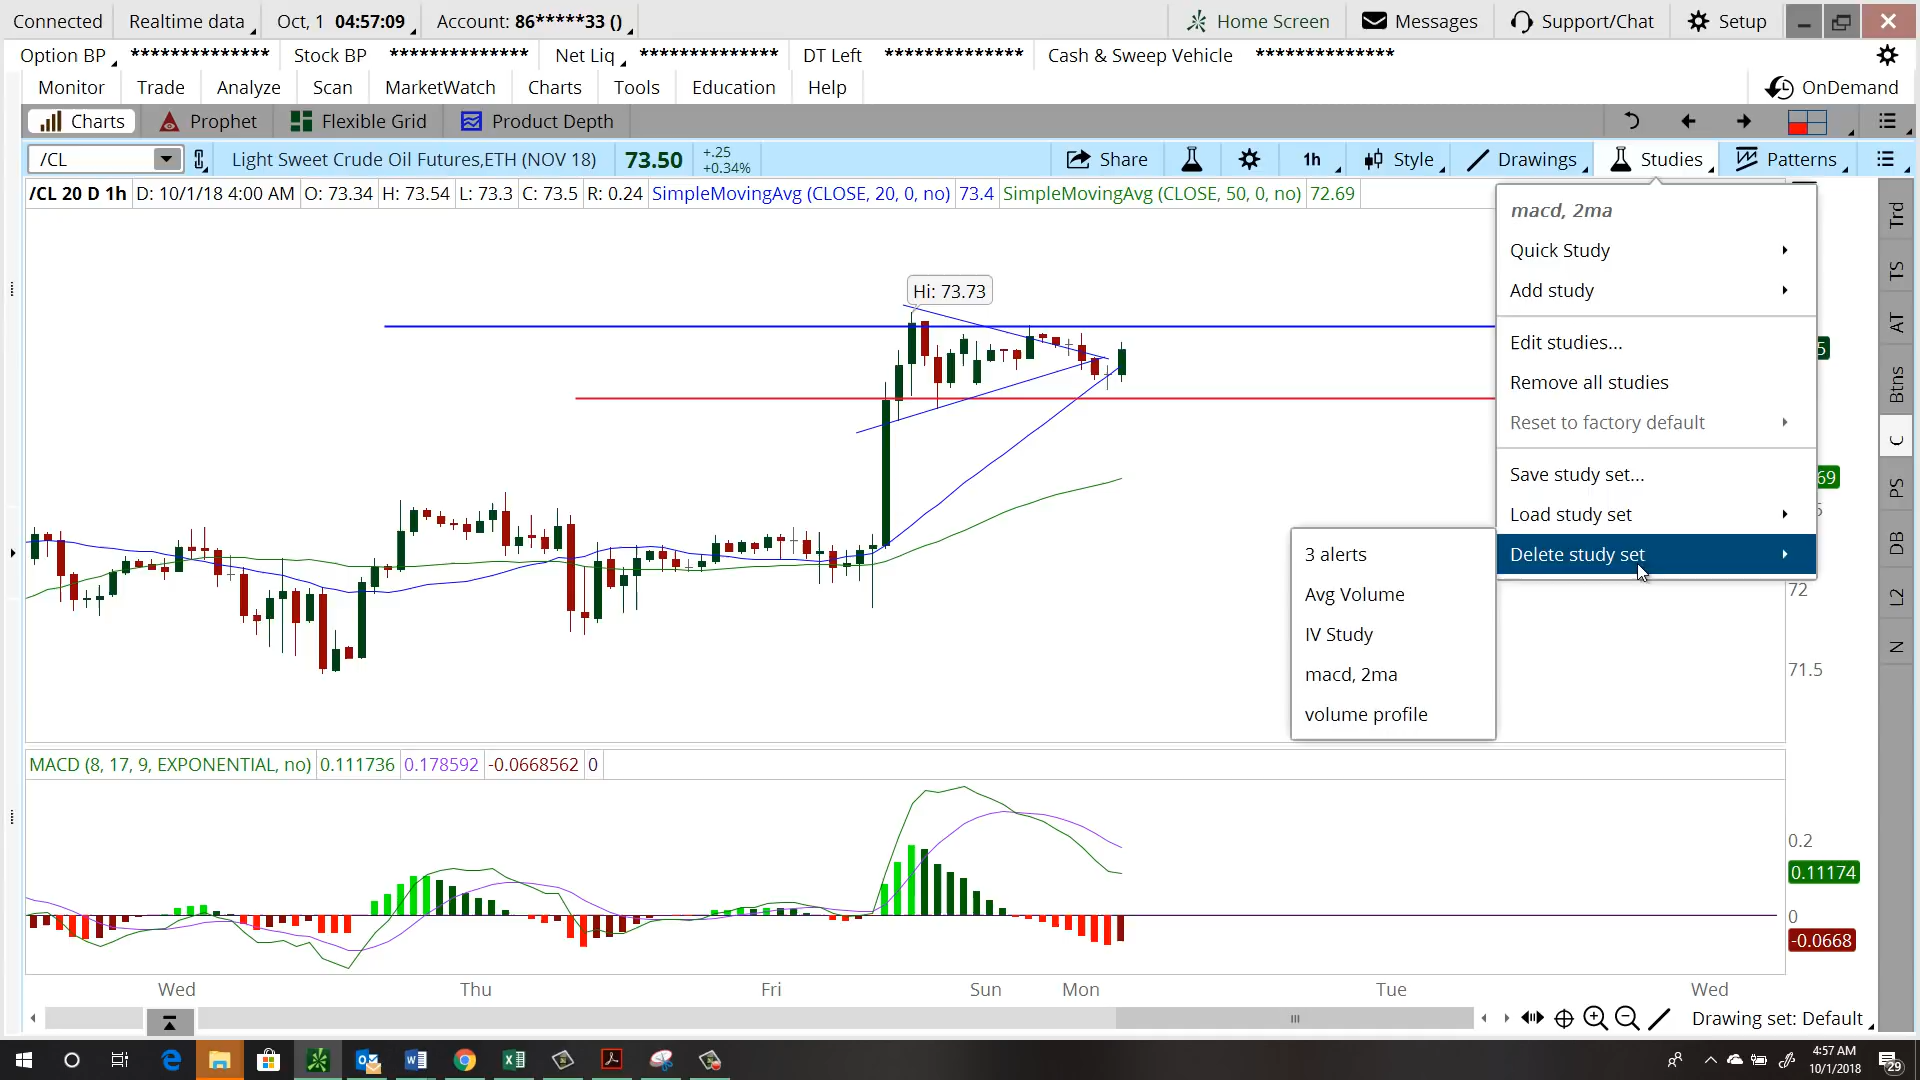 Connected Realtime data Oct, 1 04:57:09 Account: 86*****33 () Home Screen Messages Support/Chat Setup
Option BP ************** Stock BP ************** Net Liq ************** DT Left ************** Cash & Sweep Vehicle **************
Monitor Trade Analyze Scan MarketWatch Charts Tools Education Help OnDemand
Charts Prophet Flexible Grid Product Depth
/CL Light Sweet Crude Oil Futures,ETH (NOV 18) 73.50 +.25 +0.34% Share 1h Style Drawings Studies Patterns
/CL 20 D 1h D: 10/1/18 4:00 AM O: 73.34 H: 73.54 L: 73.3 C: 73.5 R: 0.24 SimpleMovingAvg (CLOSE, 20, 0, no) 73.4 SimpleMovingAvg (CLOSE, 50, 0, no) 72.69
macd, 2ma
Quick Study
Add study
Edit studies...
Remove all studies
Reset to factory default
Save study set...
Load study set
Delete study set
3 alerts
Avg Volume
IV Study
macd, 2ma
volume profile
Hi: 73.73
5
69
5
72
71.5
Trd
TS
AT
Btns
C
PS
DB
L2
N
MACD (8, 17, 9, EXPONENTIAL, no) 0.111736 0.178592 -0.0668562 0
0.2
0.11174
0
-0.0668
Wed Thu Fri Sun Mon Tue Wed
Drawing set: Default
4:57 AM
10/1/2018
29